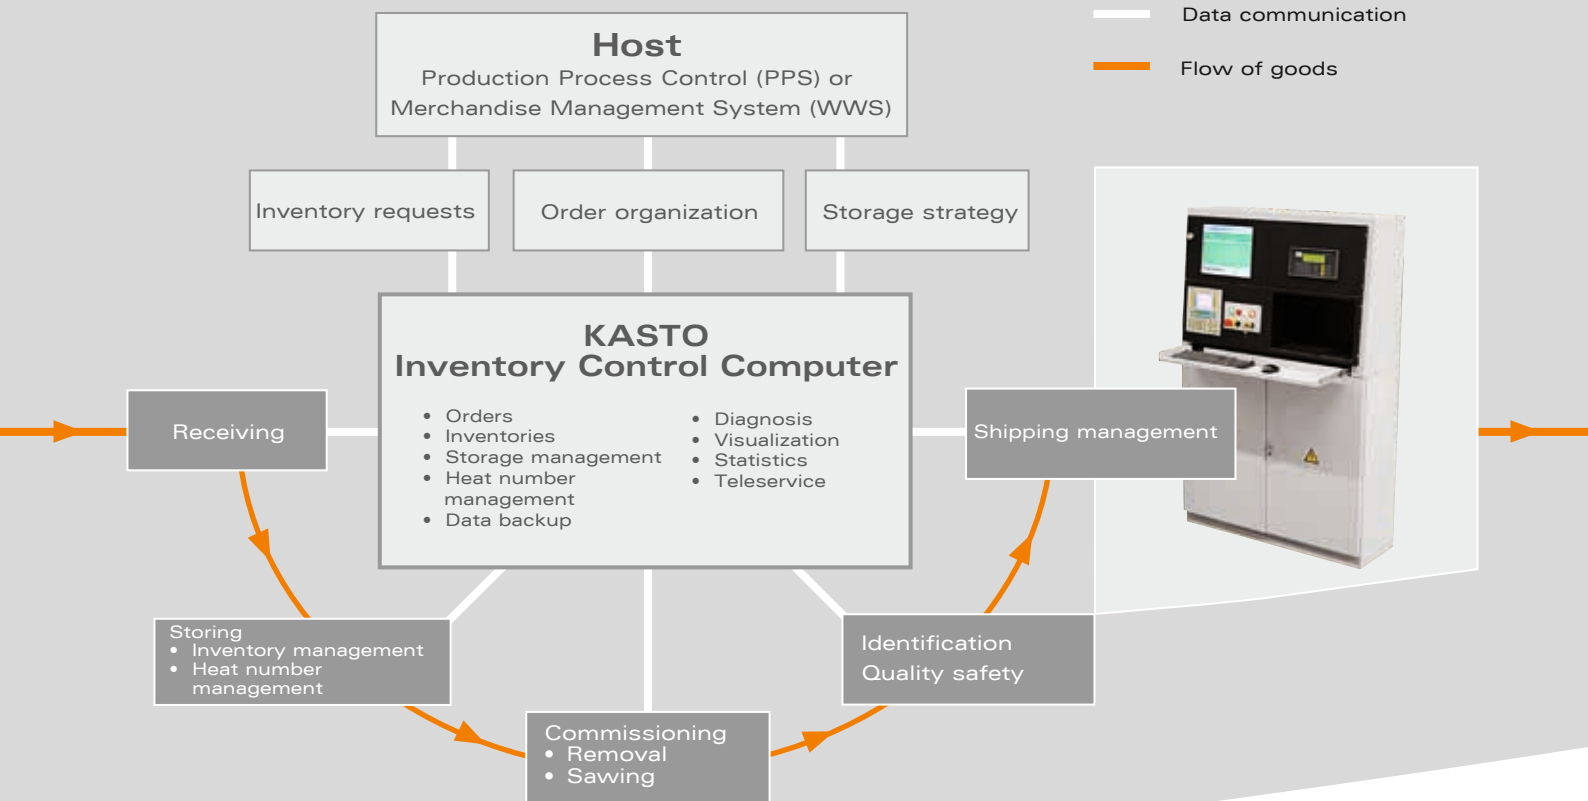 Data communication
Flow of goods
Host
Production Process Control (PPS) or
Merchandise Management System (WWS)
Inventory requests
Order organization
Storage strategy
KASTO
Inventory Control Computer
• Orders
• Inventories
• Storage management
• Heat number
management
• Data backup
• Diagnosis
• Visualization
• Statistics
• Teleservice
Receiving
Shipping management
Storing
• Inventory management
• Heat number
management
Commissioning
• Removal
• Sawing
Identification
Quality safety